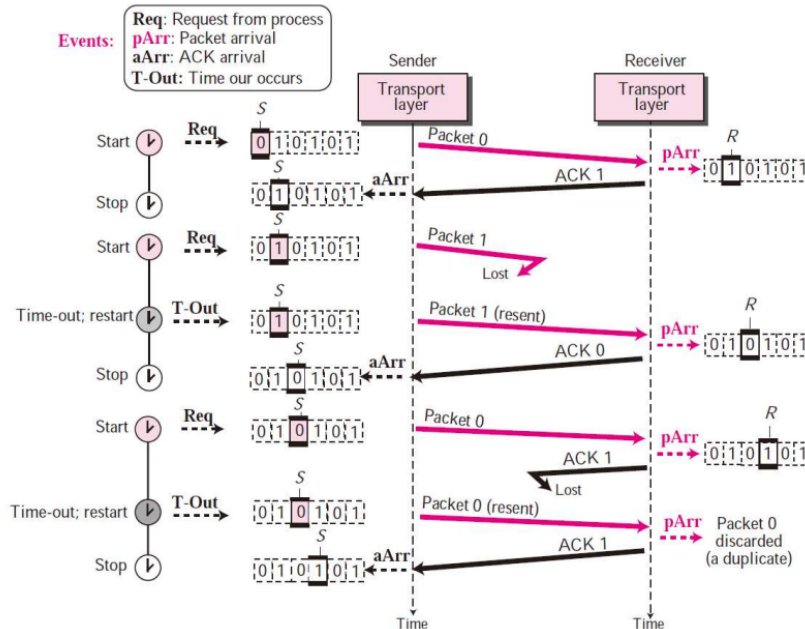 Events:
Req: Request from process
pArr: Packet arrival
aArr: ACK arrival
T-Out: Time our occurs
Sender
Receiver
Transport
layer
Transport
layer
Start
Req
S
0 1 0 1 0 1
Packet 0
pArr
R
0 1 0 1 0 1
Stop
S
0 1 0 1 0 1
aArr
ACK 1
Start
Req
S
0 1 0 1 0 1
Packet 1
Lost
Time-out; restart
T-Out
S
0 1 0 1 0 1
Packet 1 (resent)
pArr
R
0 1 0 1 0 1
Stop
S
0 1 0 1 0 1
aArr
ACK 0
Start
Req
S
0 1 0 1 0 1
Packet 0
pArr
R
0 1 0 1 0 1
ACK 1
Lost
Time-out; restart
T-Out
S
0 1 0 1 0 1
Packet 0 (resent)
pArr
Packet 0
discarded
(a duplicate)
Stop
S
0 1 0 1 0 1
aArr
ACK 1
Time
Time